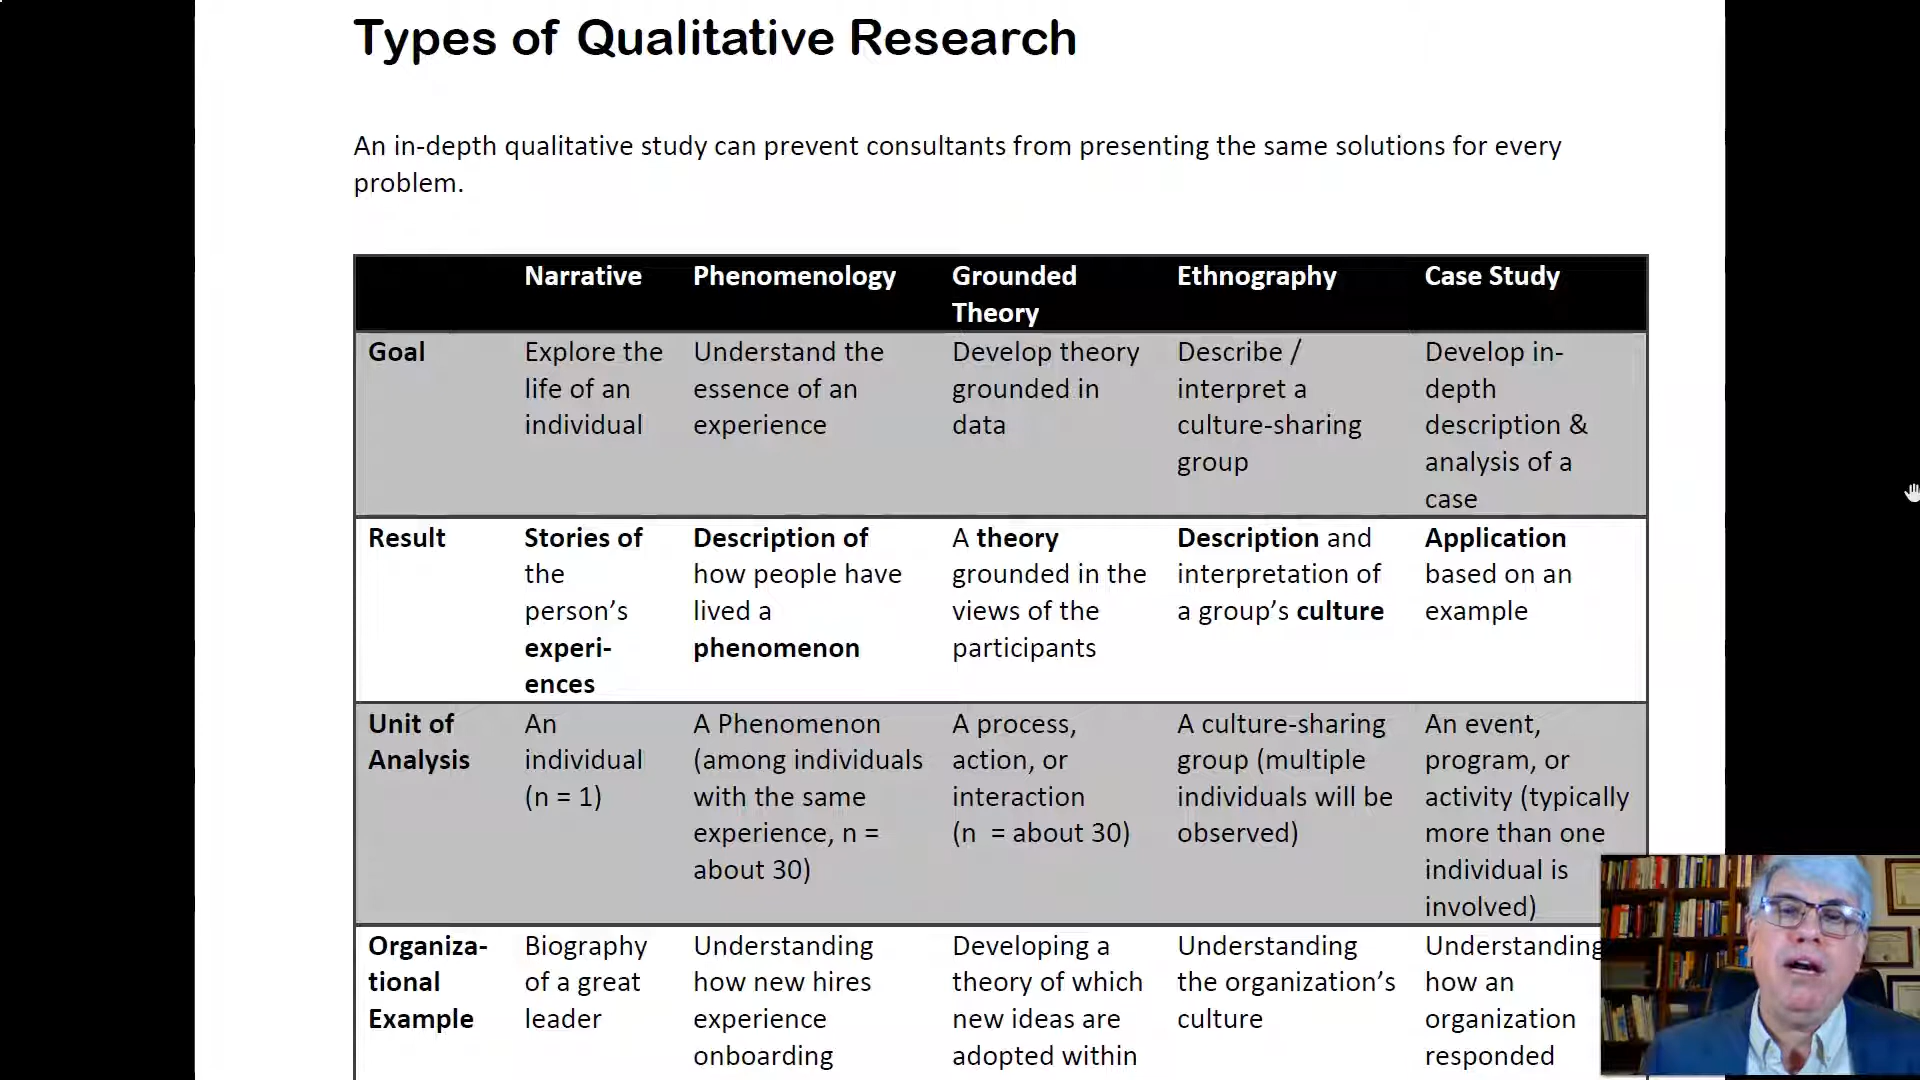 Types of Qualitative Research
An in-depth qualitative study can prevent consultants from presenting the same solutions for every
problem.
Narrative Phenomenology Grounded Ethnography Case Study
Theory
Goal Explore the Understand the Develop theory Describe / Develop in-
life of an essence of an grounded in interpret a depth
individual experience data culture-sharing description &
group analysis of a
case
Result Stories of Description of A theory Description and Application
the how people have grounded in the interpretation of based on an
person’s lived a views of the a group’s culture example
experi- phenomenon participants
ences
Unit of An A Phenomenon A process, A culture-sharing An event,
Analysis individual (among individuals action, or group (multiple program, or
(n = 1) with the same interaction individuals will be activity (typically
experience, n = (n  = about 30) observed) more than one
about 30) individual is
involved)
Organiza- Biography Understanding Developing a Understanding Understanding
tional of a great how new hires theory of which the organization’s how an
Example leader experience new ideas are culture organization
onboarding adopted within responded